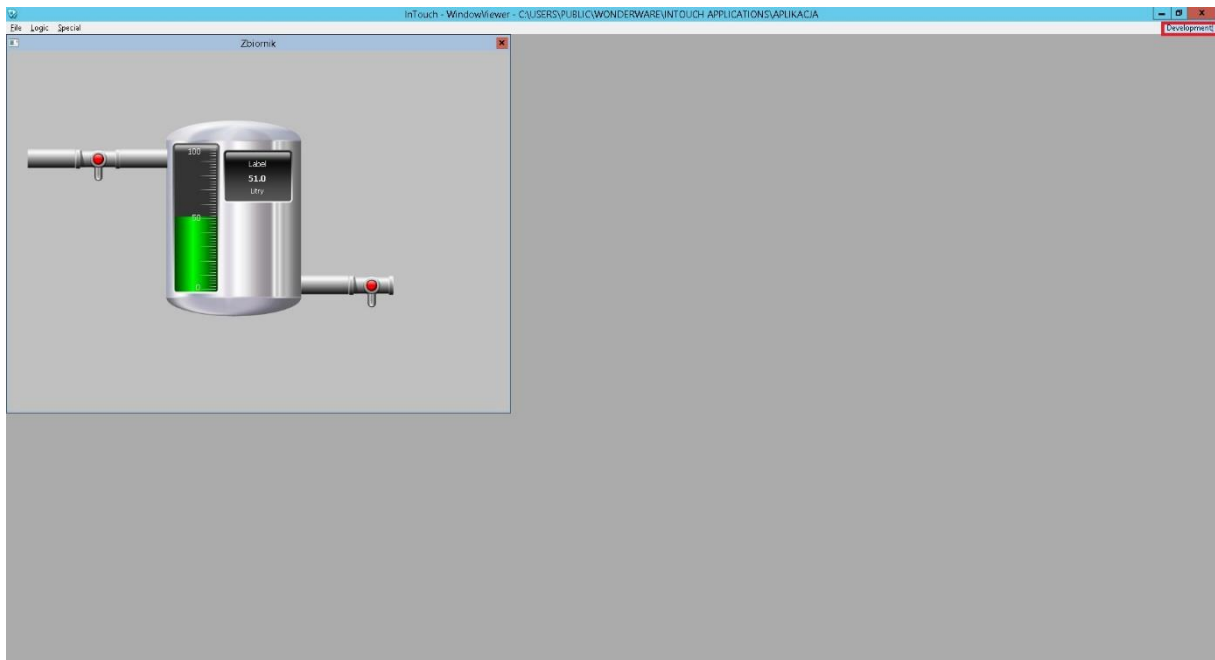 InTouch - WindowViewer - C:\USERS\PUBLIC\WONDERWARE\INTOUCH APPLICATIONS\APLIKACJA
File Logic Special Development!
Zbiornik
100
Label
51.0
Litry
50
0